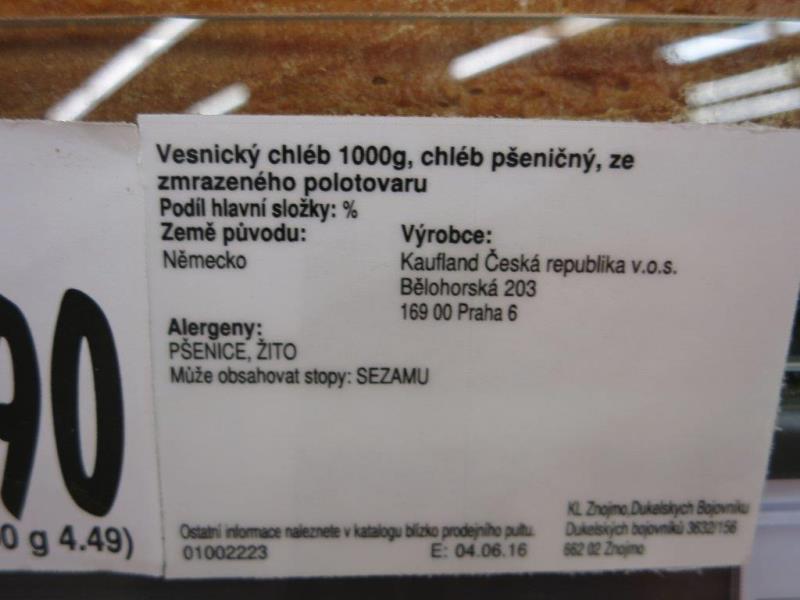 Vesnický chléb 1000g, chléb pšeničný, ze
zmrazeného polotovaru
Podíl hlavní složky: %
Země původu:
Německo
Výrobce:
Kaufland Česká republika v.o.s.
Bělohorská 203
169 00 Praha 6
Alergeny:
PŠENICE, ŽITO
Může obsahovat stopy: SEZAMU
90
0 g 4.49)
Ostatní informace naleznete v katalogu blízko prodejního pultu.
01002223
E: 04.06.16
KL Znojmo,Dukelskych Bojovniku
Dukelských bojovníků 3632/156
662 02 Znojmo